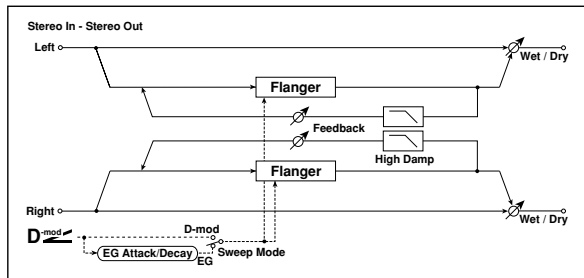 Stereo In - Stereo Out
Left
Wet / Dry
Flanger
Feedback
High Damp
Flanger
Right
Wet / Dry
D-mod
D-mod
EG Attack/Decay
EG
Sweep Mode